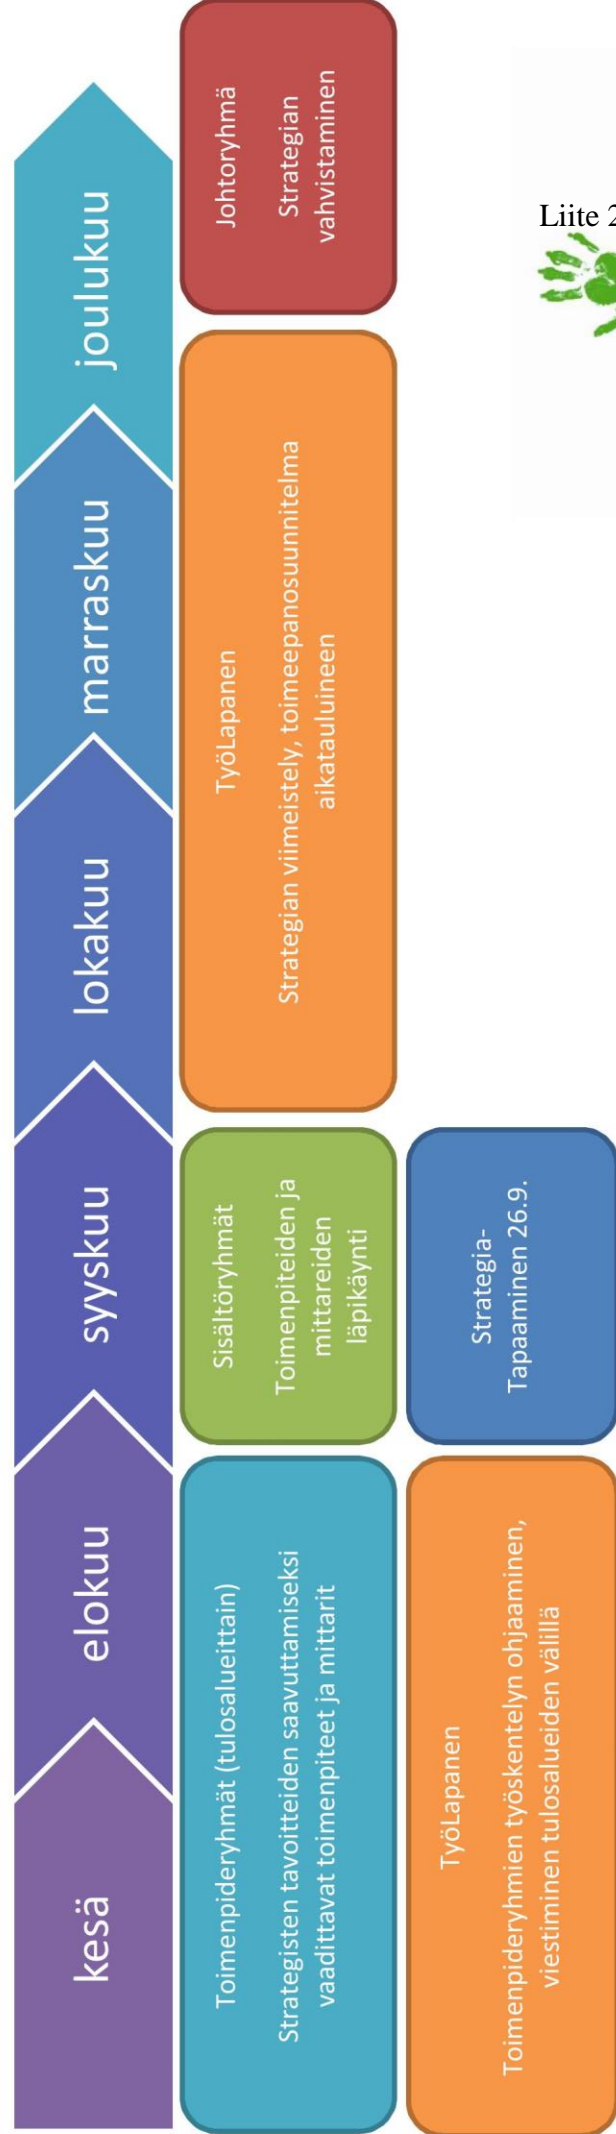 kesä
elokuu
syyskuu
lokakuu
marraskuu
joulukuu
Toimenpideryhmät (tulosalueittain)
Strategisten tavoitteiden saavuttamiseksi
vaadittavat toimenpiteet ja mittarit
Sisältöryhmät
Toimenpiteiden ja
mittareiden
läpikäynti
TyöLapanen
Strategian viimeistely, toimeepanosuunnitelma
aikatauluineen
Johtoryhmä
Strategian
vahvistaminen
TyöLapanen
Toimenpideryhmien työskentelyn ohjaaminen,
viestiminen tulosalueiden välillä
Strategia-
Tapaaminen 26.9.
Liite 2